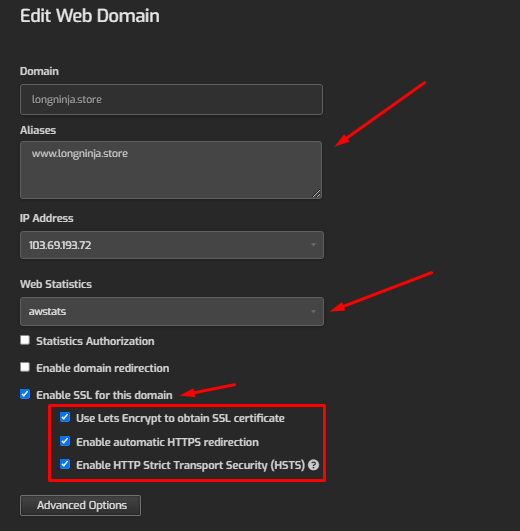 Edit Web Domain
Domain
longninja.store
Aliases
www.longninja.store
IP Address
103.69.193.72
Web Statistics
awstats
Statistics Authorization
Enable domain redirection
Enable SSL for this domain
Use Lets Encrypt to obtain SSL certificate
Enable automatic HTTPS redirection
Enable HTTP Strict Transport Security (HSTS) ?
Advanced Options